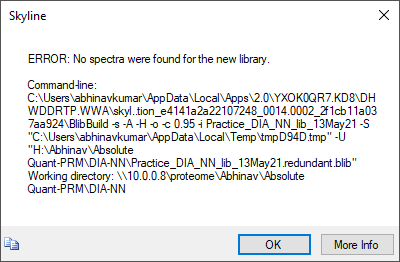 Skyline
ERROR: No spectra were found for the new library.
Command-line:
C:\Users\abhinavkumar\AppData\Local\Apps\2.0\YXOK0QR7.KD8\DH
WDDRTP.WWA\skyl..tion_e4141a2a22107248_0014.0002_2f1cb11a03
7aa924\BlibBuild -s -A -H -o -c 0.95 -i Practice_DIA_NN_lib_13May21 -S
"C:\Users\abhinavkumar\AppData\Local\Temp\tmpD94D.tmp" -U
"H:\Abhinav\Absolute
Quant-PRM\DIA-NN\Practice_DIA_NN_lib_13May21.redundant.blib"
Working directory: \\10.0.0.8\proteome\Abhinav\Absolute
Quant-PRM\DIA-NN
OK
More Info